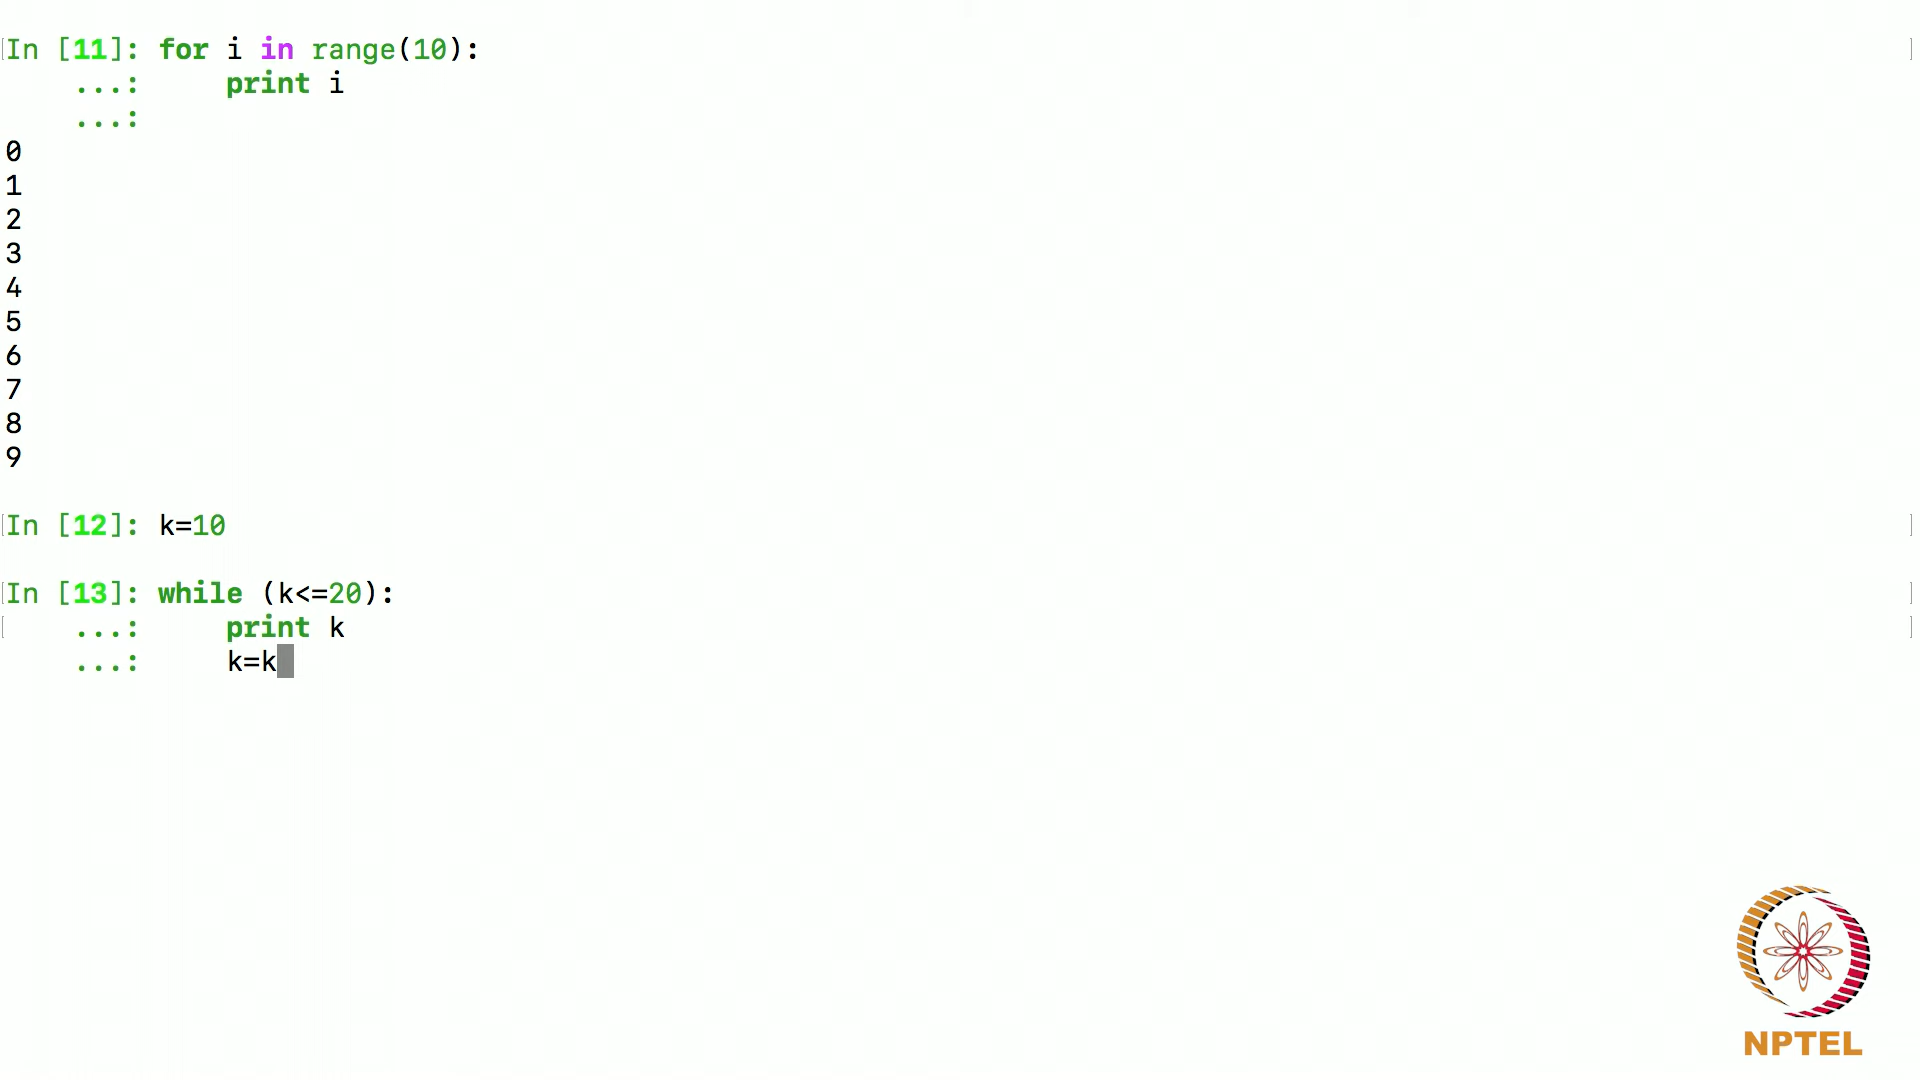 In [11]: for i in range(10):
...: print i
...:
0
1
2
3
4
5
6
7
8
9
In [12]: k=10
In [13]: while (k<=20):
...: print k
...: k=k
NPTEL